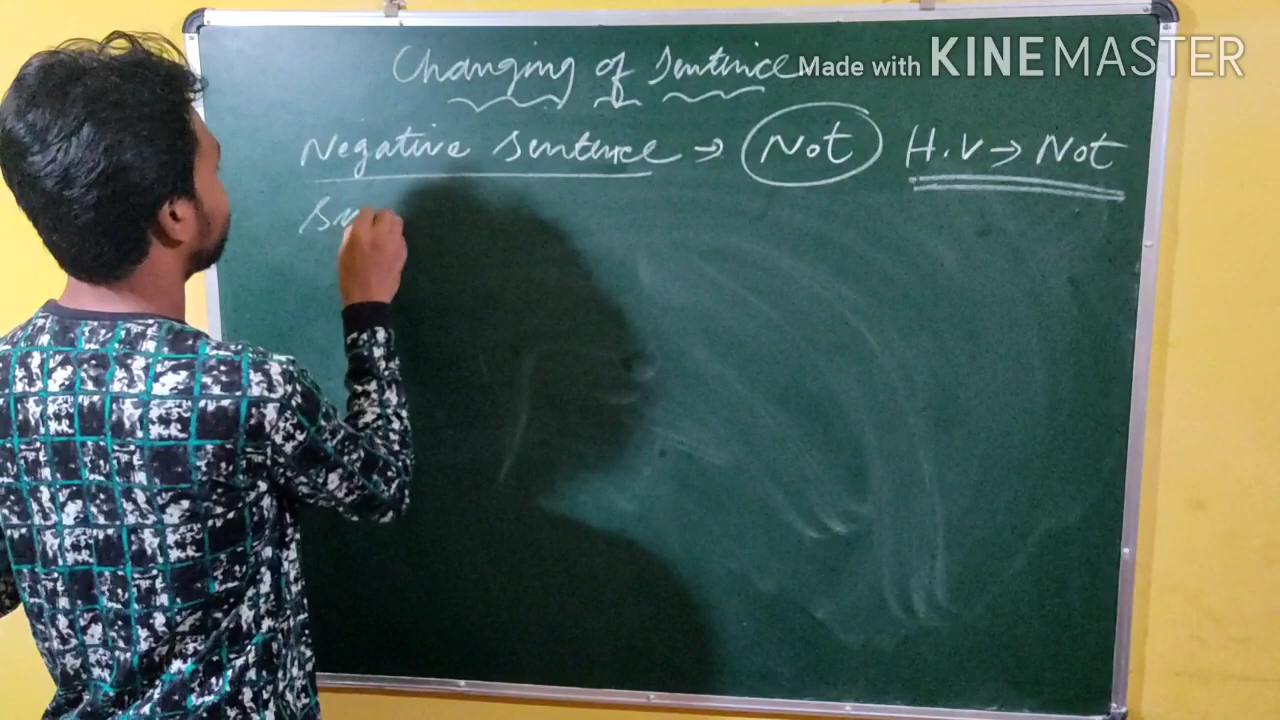 Changing of Sentence
Made with KINEMASTER
Negative Sentence → Not H.V → Not